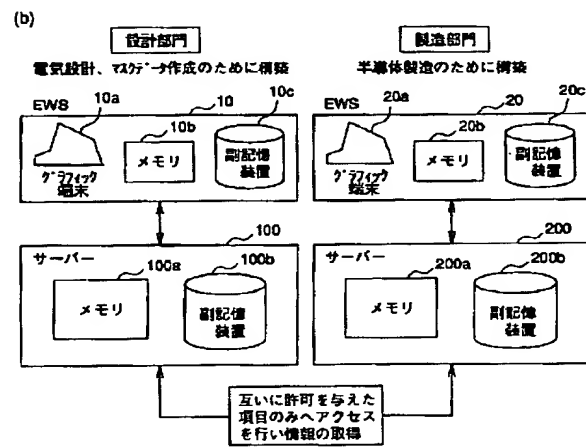 (b)
設計部門
電気設計、マスクデータ作成のために構築
EWS
10a
10
10c
10b
メモリ
副記憶
装置
グラフィック
端末
サーバー
100
100a
100b
メモリ
副記憶
装置
製造部門
半導体製造のために構築
EWS
20a
20
20c
20b
メモリ
副記憶
装置
グラフィック
端末
サーバー
200
200a
200b
メモリ
副記憶
装置
互いに許可を与えた
項目のみへアクセス
を行い情報の取得